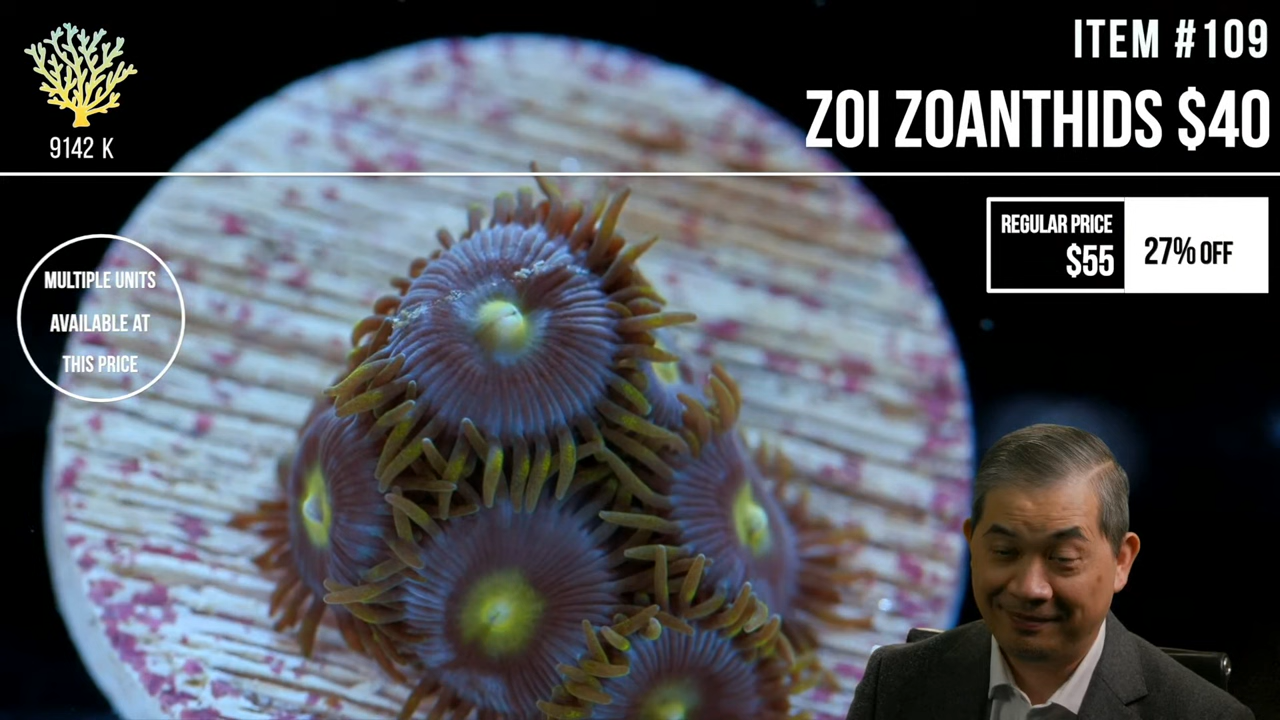 9142 K
ITEM #109
ZOI ZOANTHIDS $40
REGULAR PRICE
$55
27% OFF
MULTIPLE UNITS
AVAILABLE AT
THIS PRICE